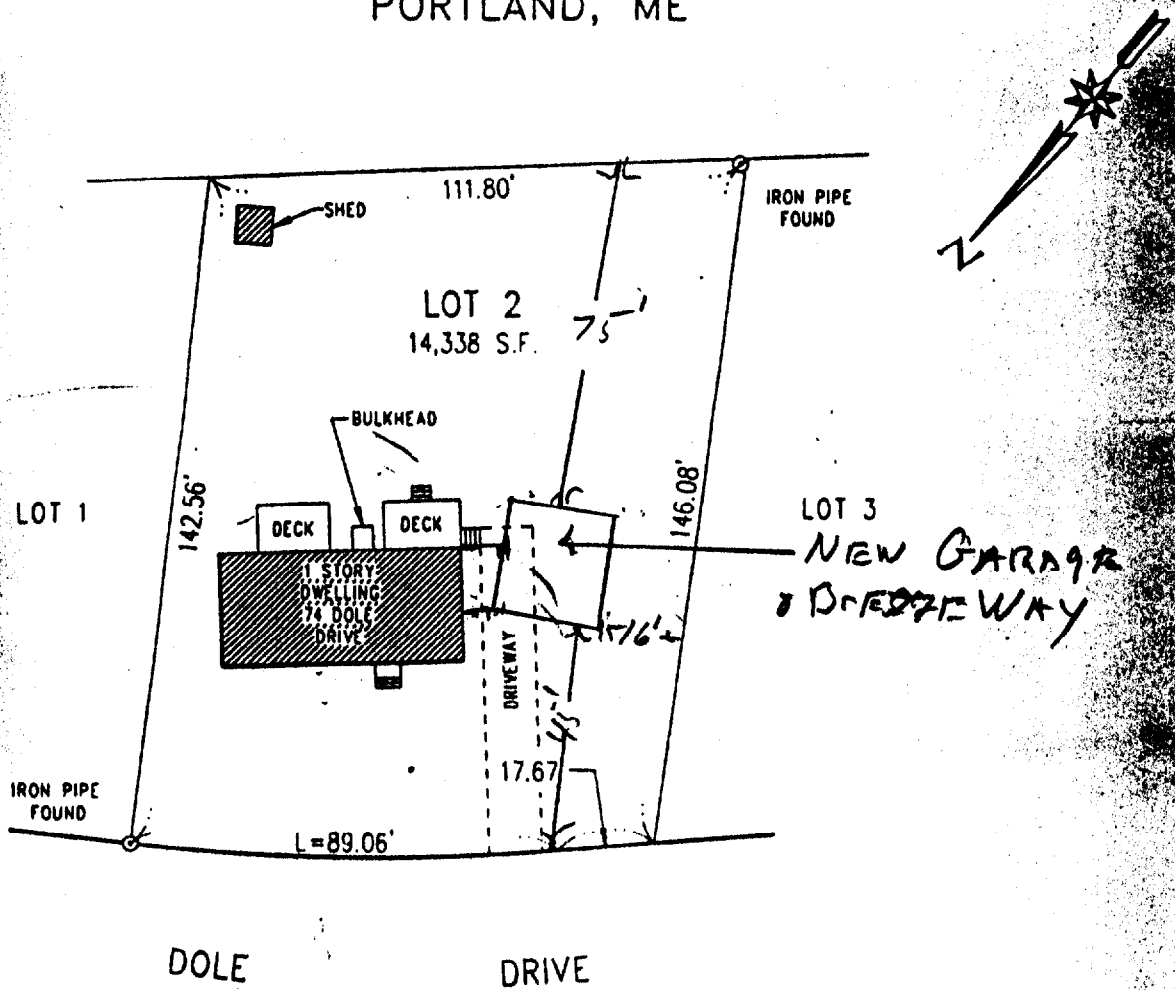 PORTLAND, ME
111.80'
IRON PIPE
FOUND
SHED
N
LOT 2
14,338 S.F.
75'
BULKHEAD
LOT 1
142.56'
146.08'
LOT 3
DECK
DECK
NEW GARAGE
& BREEZEWAY
1 STORY
DWELLING
74 DOLE
DRIVE
16'
DRIVEWAY
45'
17.67
IRON PIPE
FOUND
L=89.06'
DOLE DRIVE